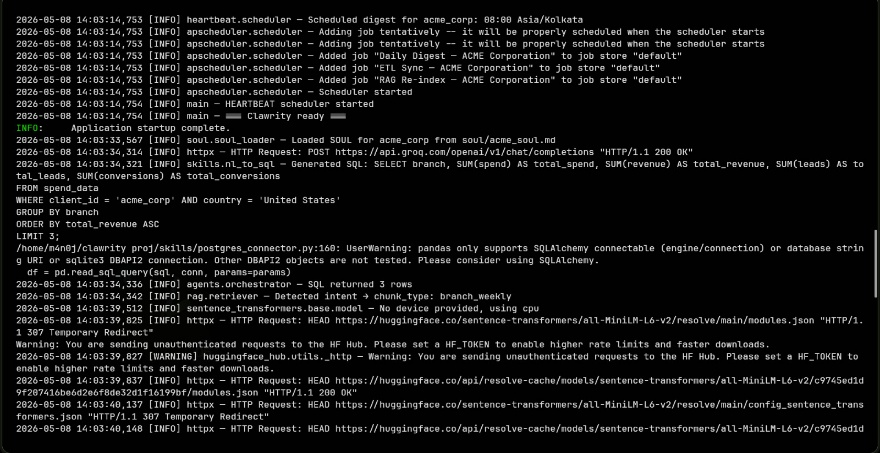 2026-05-08 14:03:14,753 [INFO] heartbeat.scheduler — Scheduled digest for acme_corp: 08:00 Asia/Kolkata
2026-05-08 14:03:14,753 [INFO] apscheduler.scheduler — Adding job tentatively -- it will be properly scheduled when the scheduler starts
2026-05-08 14:03:14,753 [INFO] apscheduler.scheduler — Adding job tentatively -- it will be properly scheduled when the scheduler starts
2026-05-08 14:03:14,753 [INFO] apscheduler.scheduler — Added job "Daily Digest — ACME Corporation" to job store "default"
2026-05-08 14:03:14,753 [INFO] apscheduler.scheduler — Added job "ETL Sync — ACME Corporation" to job store "default"
2026-05-08 14:03:14,753 [INFO] apscheduler.scheduler — Added job "RAG Re-index — ACME Corporation" to job store "default"
2026-05-08 14:03:14,753 [INFO] apscheduler.scheduler — Scheduler started
2026-05-08 14:03:14,754 [INFO] main — HEARTBEAT scheduler started
2026-05-08 14:03:14,754 [INFO] main — ═══ Clawrity ready ═══
INFO:     Application startup complete.
2026-05-08 14:03:33,567 [INFO] soul.soul_loader — Loaded SOUL for acme_corp from soul/acme_soul.md
2026-05-08 14:03:34,314 [INFO] httpx — HTTP Request: POST https://api.groq.com/openai/v1/chat/completions "HTTP/1.1 200 OK"
2026-05-08 14:03:34,321 [INFO] skills.nl_to_sql — Generated SQL: SELECT branch, SUM(spend) AS total_spend, SUM(revenue) AS total_revenue, SUM(leads) AS to
tal_leads, SUM(conversions) AS total_conversions
FROM spend_data
WHERE client_id = 'acme_corp' AND country = 'United States'
GROUP BY branch
ORDER BY total_revenue ASC
LIMIT 3;
/home/m4n0j/clawrity proj/skills/postgres_connector.py:160: UserWarning: pandas only supports SQLAlchemy connectable (engine/connection) or database strin
g URI or sqlite3 DBAPI2 connection. Other DBAPI2 objects are not tested. Please consider using SQLAlchemy.
  df = pd.read_sql_query(sql, conn, params=params)
2026-05-08 14:03:34,336 [INFO] agents.orchestrator — SQL returned 3 rows
2026-05-08 14:03:34,342 [INFO] rag.retriever — Detected intent → chunk_type: branch_weekly
2026-05-08 14:03:39,512 [INFO] sentence_transformers.base.model — No device provided, using cpu
2026-05-08 14:03:39,825 [INFO] httpx — HTTP Request: HEAD https://huggingface.co/sentence-transformers/all-MiniLM-L6-v2/resolve/main/modules.json "HTTP/1.
1 307 Temporary Redirect"
Warning: You are sending unauthenticated requests to the HF Hub. Please set a HF_TOKEN to enable higher rate limits and faster downloads.
2026-05-08 14:03:39,827 [WARNING] huggingface_hub.utils._http — Warning: You are sending unauthenticated requests to the HF Hub. Please set a HF_TOKEN to
enable higher rate limits and faster downloads.
2026-05-08 14:03:39,837 [INFO] httpx — HTTP Request: HEAD https://huggingface.co/api/resolve-cache/models/sentence-transformers/all-MiniLM-L6-v2/c9745ed1d
9f207416be6d2e6f8de32d1f16199bf/modules.json "HTTP/1.1 200 OK"
2026-05-08 14:03:40,137 [INFO] httpx — HTTP Request: HEAD https://huggingface.co/sentence-transformers/all-MiniLM-L6-v2/resolve/main/config_sentence_trans
formers.json "HTTP/1.1 307 Temporary Redirect"
2026-05-08 14:03:40,148 [INFO] httpx — HTTP Request: HEAD https://huggingface.co/api/resolve-cache/models/sentence-transformers/all-MiniLM-L6-v2/c9745ed1d